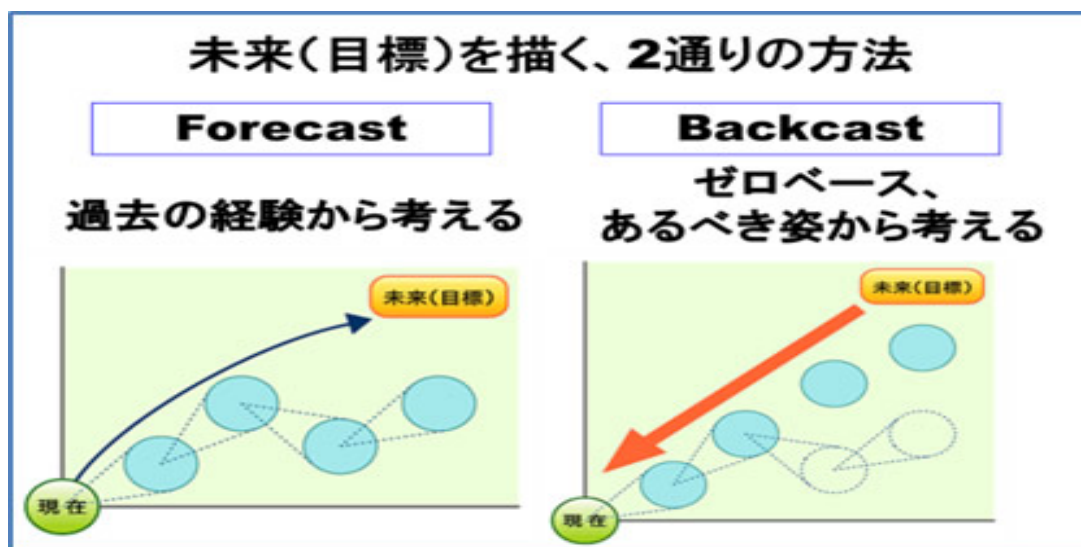 未来(目標)を描く、2通りの方法
Forecast
過去の経験から考える
未来(目標)
現在
Backcast
ゼロベース、
あるべき姿から考える
未来(目標)
現在